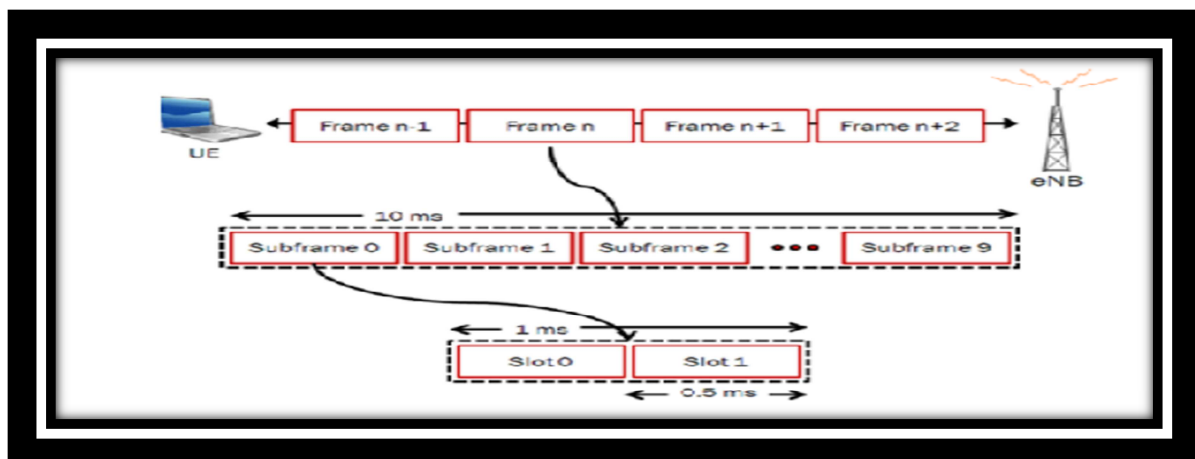 Frame n-1 Frame n Frame n+1 Frame n+2
UE
eNB
10 ms
Subframe 0 Subframe 1 Subframe 2 Subframe 9
1 ms
Slot 0 Slot 1
0.5 ms